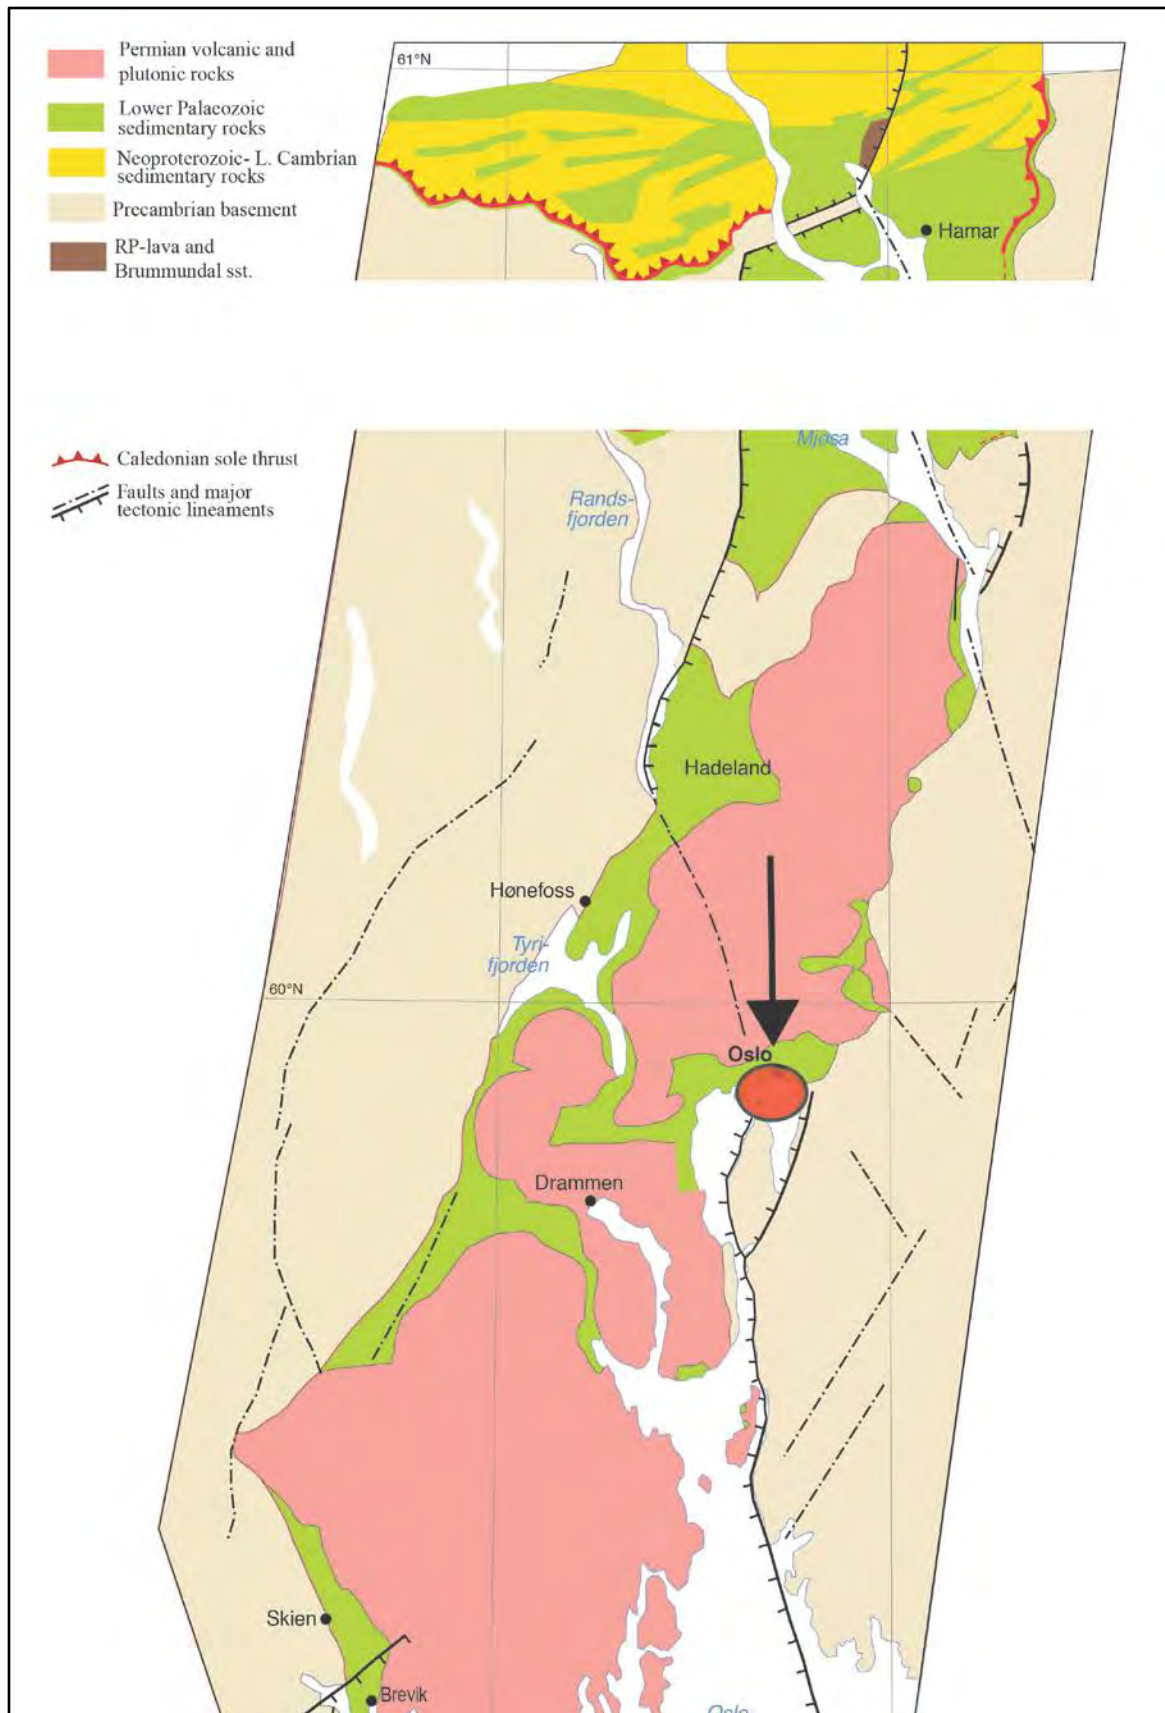 Permian volcanic and
plutonic rocks
Lower Palaeozoic
sedimentary rocks
Neoproterozoic- L. Cambrian
sedimentary rocks
Precambrian basement
RP-lava and
Brummundal sst.
61°N
Hamar
Caledonian sole thrust
Faults and major
tectonic lineaments
Mjøsa
Rands-
fjorden
Hadeland
Hønefoss
Tyri-
fjorden
60°N
Oslo
Drammen
Skien
Brevik
Oslo